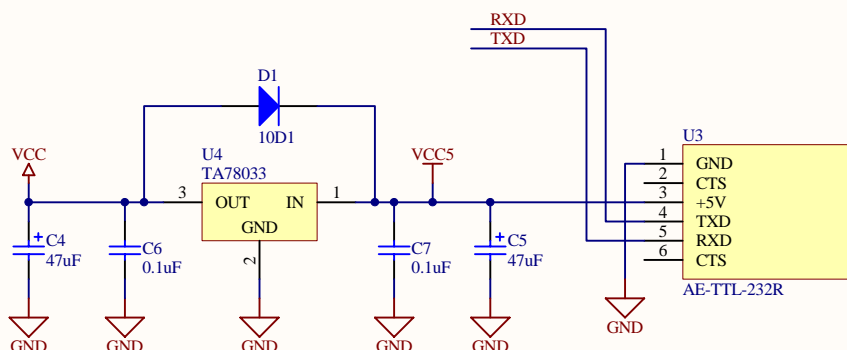 RXD
TXD
D1
10D1
VCC
U4
TA78033
VCC5
U3
3
OUT
IN
1
GND
2
C4
47uF
C6
0.1uF
C7
0.1uF
C5
47uF
1 GND
2 CTS
3 +5V
4 TXD
5 RXD
6 CTS
AE-TTL-232R
GND
GND
GND
GND
GND
GND